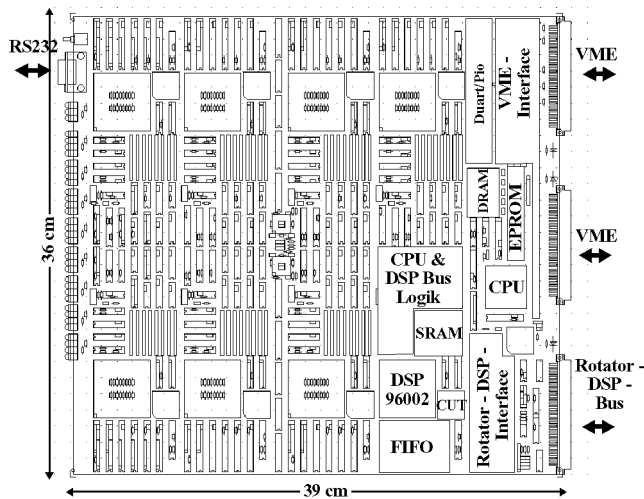 RS232
VME
Duart/Pio
VME -
Interface
DRAM
EPROM
36 cm
VME
CPU &
DSP Bus
Logik
CPU
SRAM
DSP
96002
CUT
Rotator - DSP -
Interface
Rotator -
DSP -
Bus
FIFO
39 cm